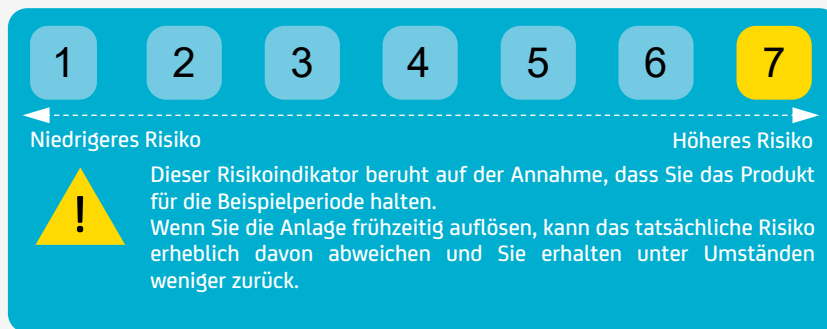 1 2 3 4 5 6 7
Niedrigeres Risiko Höheres Risiko
Dieser Risikoindikator beruht auf der Annahme, dass Sie das Produkt
für die Beispielperiode halten.
Wenn Sie die Anlage frühzeitig auflösen, kann das tatsächliche Risiko
erheblich davon abweichen und Sie erhalten unter Umständen
weniger zurück.
!